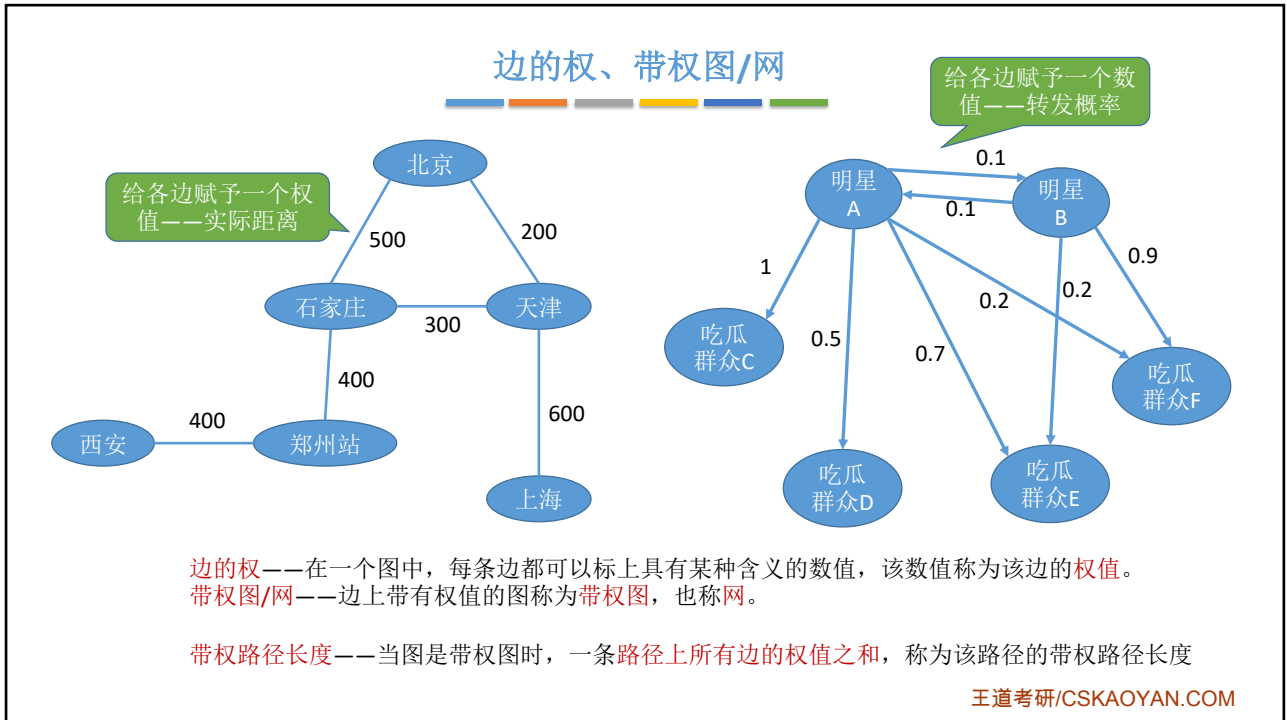 边的权、带权图/网
给各边赋予一个数
值——转发概率
给各边赋予一个权
值——实际距离
北京
500
200
石家庄
天津
300
400
600
西安
400
郑州站
上海
明星
A
0.1
0.1
明星
B
1
0.5
0.7
0.2
0.2
0.9
吃瓜
群众C
吃瓜
群众D
吃瓜
群众E
吃瓜
群众F
边的权——在一个图中，每条边都可以标上具有某种含义的数值，该数值称为该边的权值。
带权图/网——边上带有权值的图称为带权图，也称网。
带权路径长度——当图是带权图时，一条路径上所有边的权值之和，称为该路径的带权路径长度
王道考研/CSKAOYAN.COM